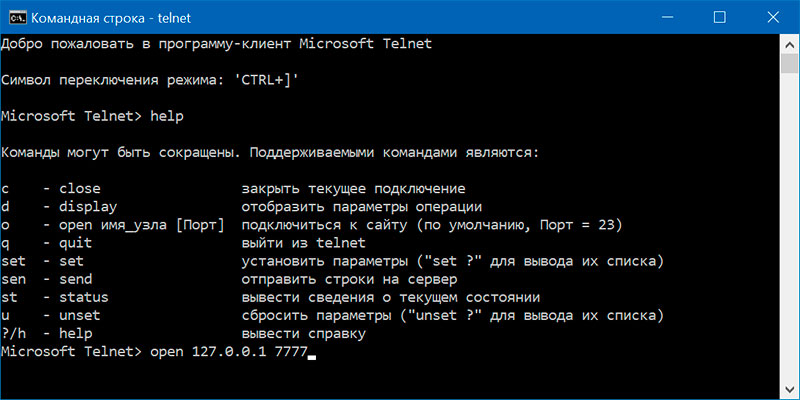 Командная строка - telnet
Добро пожаловать в программу-клиент Microsoft Telnet
Символ переключения режима: 'CTRL+]'
Microsoft Telnet> help
Команды могут быть сокращены. Поддерживаемыми командами являются:
c    - close                 закрыть текущее подключение
d    - display               отобразить параметры операции
o    - open имя_узла [Порт]  подключиться к сайту (по умолчанию, Порт = 23)
q    - quit                  выйти из telnet
set  - set                   установить параметры ("set ?" для вывода их списка)
sen  - send                  отправить строки на сервер
st   - status                вывести сведения о текущем состоянии
u    - unset                 сбросить параметры ("unset ?" для вывода их списка)
?/h  - help                  вывести справку
Microsoft Telnet> open 127.0.0.1 7777